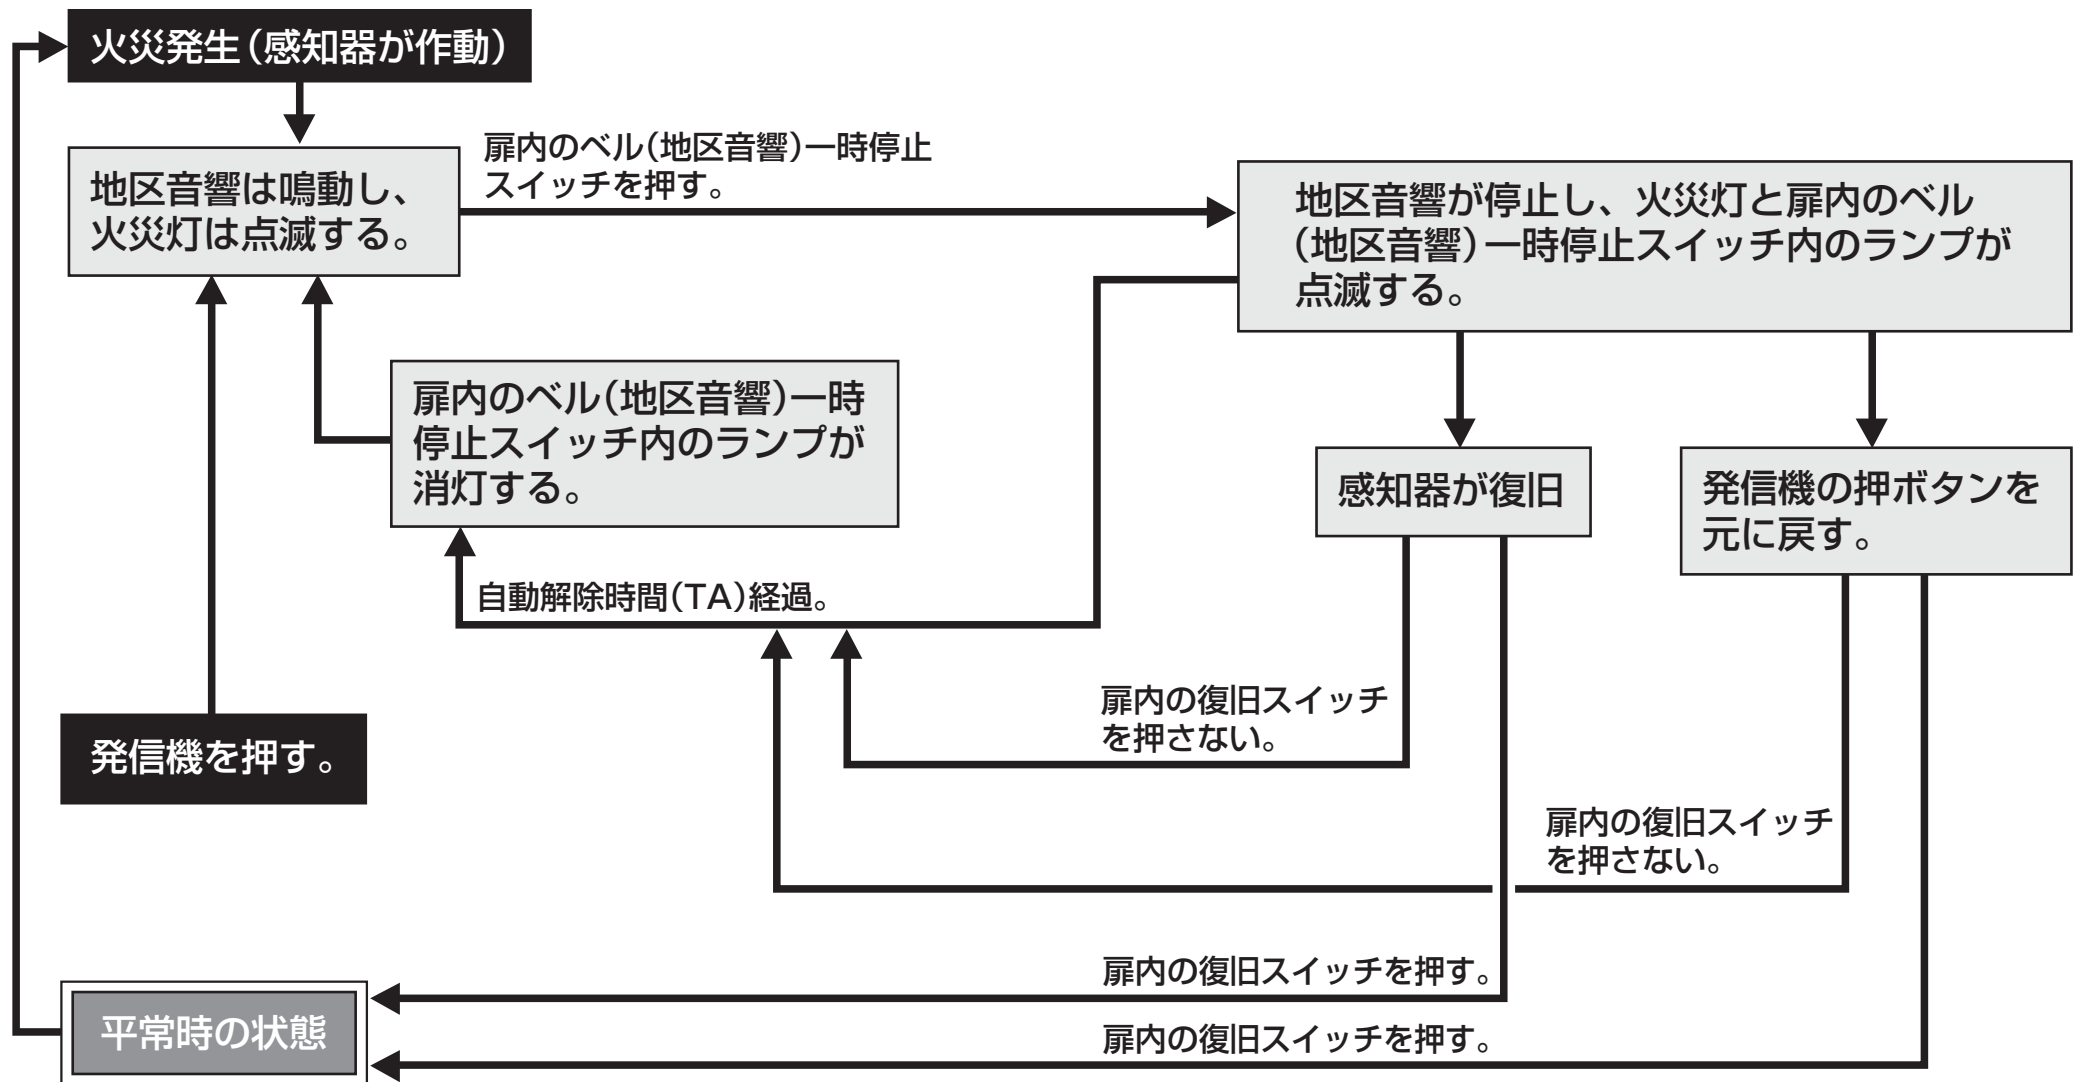 火災発生(感知器が作動)
地区音響は鳴動し、
火災灯は点滅する。
扉内のベル(地区音響)一時停止
スイッチを押す。
地区音響が停止し、火災灯と扉内のベル
(地区音響)一時停止スイッチ内のランプが
点滅する。
扉内のベル(地区音響)一時
停止スイッチ内のランプが
消灯する。
感知器が復旧
発信機の押ボタンを
元に戻す。
自動解除時間(TA)経過。
扉内の復旧スイッチ
を押さない。
発信機を押す。
扉内の復旧スイッチ
を押さない。
扉内の復旧スイッチを押す。
平常時の状態
扉内の復旧スイッチを押す。